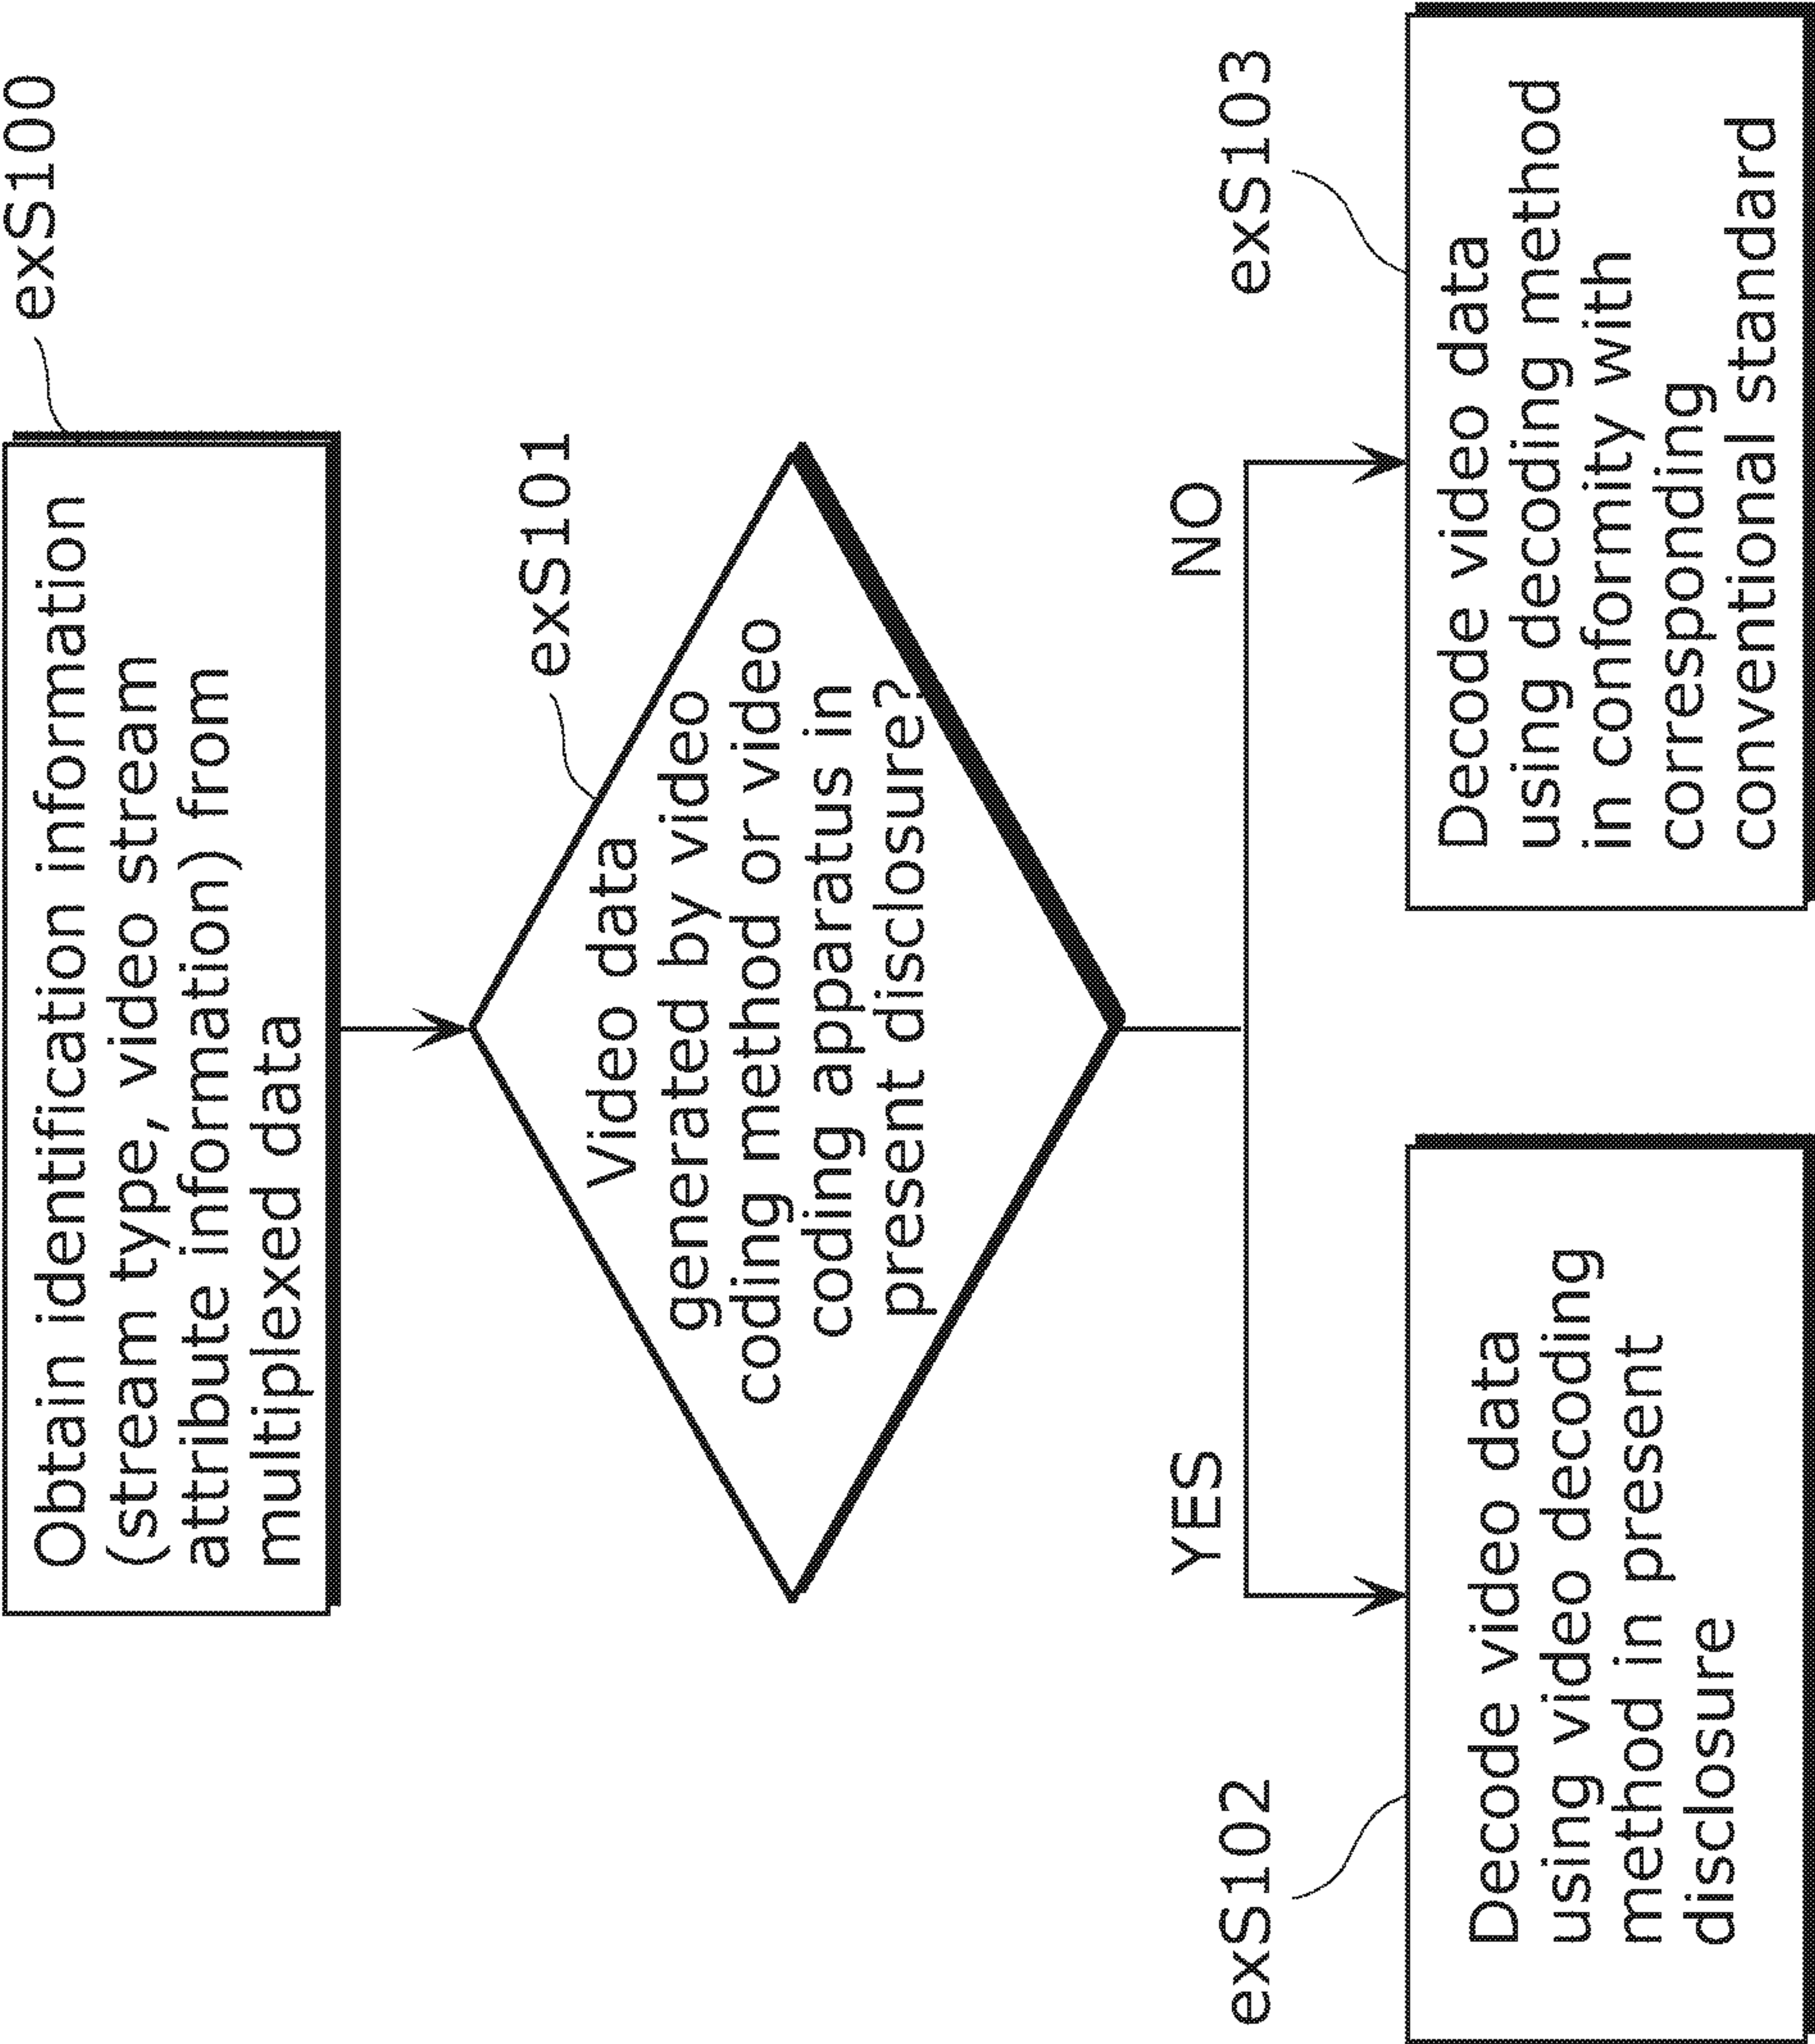 exS100
Obtain identification information
(stream type, video stream
attribute information) from
multiplexed data
exS101
Video data
generated by video
coding method or video
coding apparatus in
present disclosure?
YES
NO
exS102
exS103
Decode video data
using video decoding
method in present
disclosure
Decode video data
using decoding method
in conformity with
corresponding
conventional standard